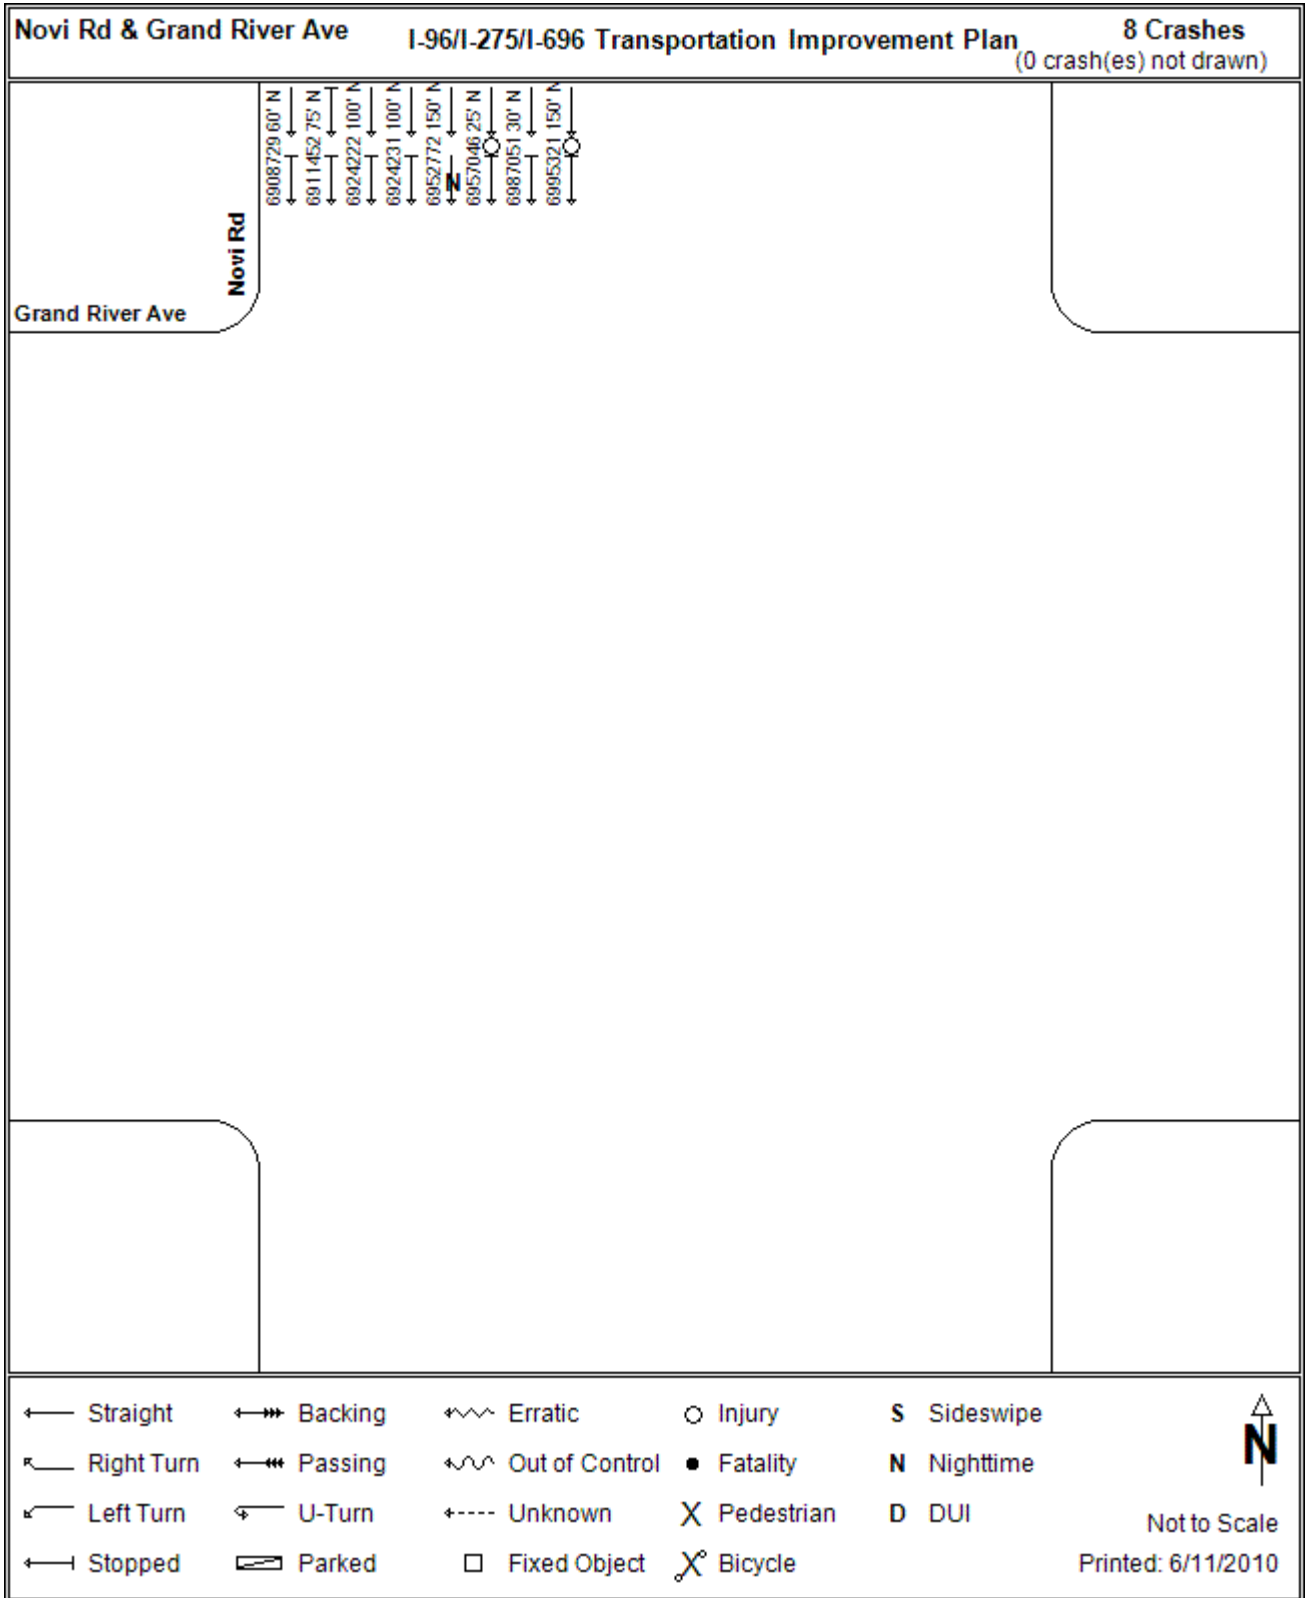 Novi Rd & Grand River Ave
I-96/I-275/I-696 Transportation Improvement Plan
8 Crashes
(0 crash(es) not drawn)
6908729 60' N
6911452 75' N
6924222 100' N
6924231 100' N
6952772 150' N
6957046 25' N
6987051 30' N
6995321 150' N
N
Novi Rd
Grand River Ave
Straight
Backing
Erratic
Injury
S Sideswipe
Right Turn
Passing
Out of Control
Fatality
N Nighttime
Left Turn
U-Turn
Unknown
Pedestrian
D DUI
Stopped
Parked
Fixed Object
Bicycle
N
Not to Scale
Printed: 6/11/2010